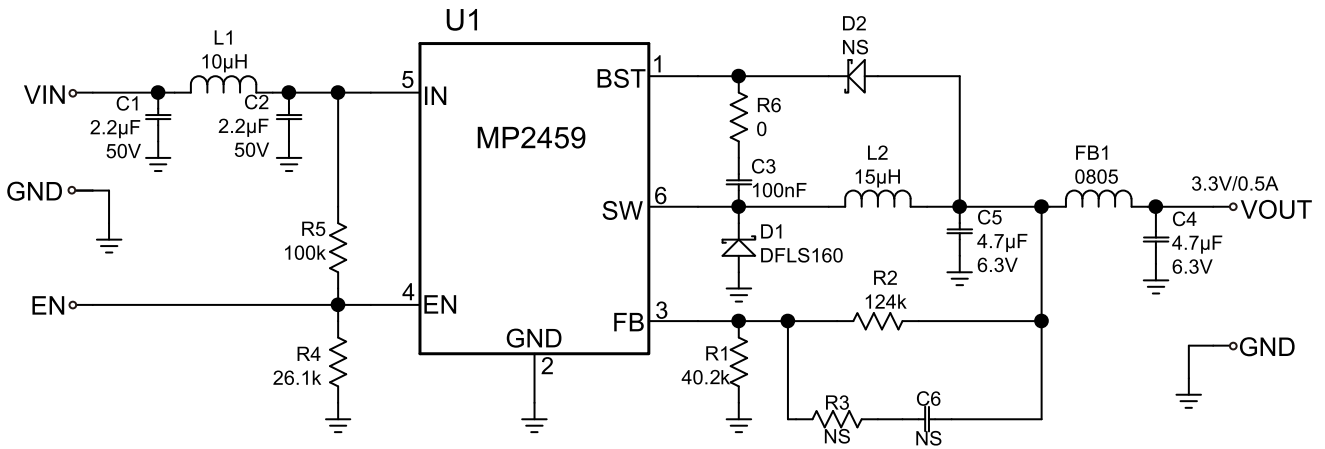 U1
L1
10µH
VIN
C1
2.2µF
50V
C2
2.2µF
50V
5
IN
BST
1
D2
NS
R6
0
MP2459
C3
100nF
L2
15µH
FB1
0805
GND
SW
6
3.3V/0.5A
VOUT
R5
100k
D1
DFLS160
C5
4.7µF
6.3V
C4
4.7µF
6.3V
EN
4
EN
R2
124k
FB
3
GND
2
R4
26.1k
R1
40.2k
GND
R3
NS
C6
NS